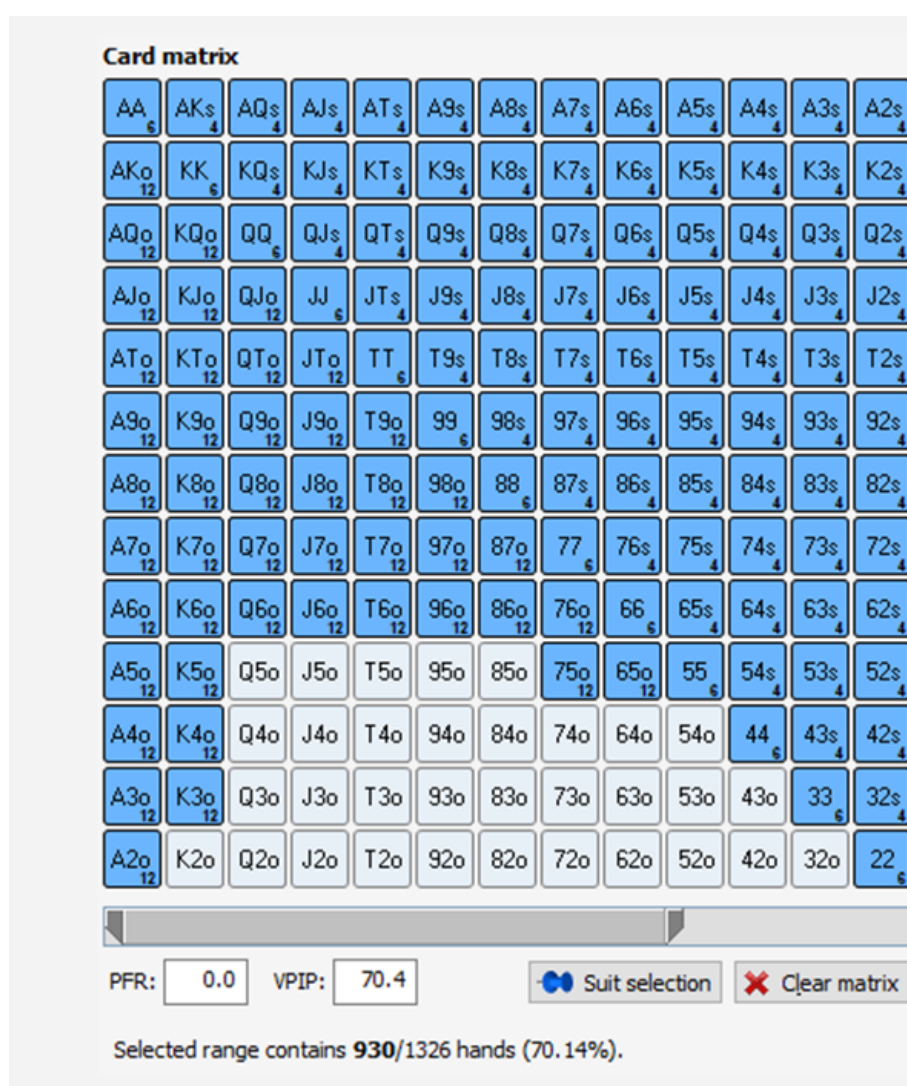 Card matrix
AA 6 AKs 4 AQs 4 AJs 4 ATs 4 A9s 4 A8s 4 A7s 4 A6s 4 A5s 4 A4s 4 A3s 4 A2s 4
AKo 12 KK 6 KQs 4 KJs 4 KTs 4 K9s 4 K8s 4 K7s 4 K6s 4 K5s 4 K4s 4 K3s 4 K2s 4
AQo 12 KQo 12 QQ 6 QJs 4 QTs 4 Q9s 4 Q8s 4 Q7s 4 Q6s 4 Q5s 4 Q4s 4 Q3s 4 Q2s 4
AJo 12 KJo 12 QJo 12 JJ 6 JTs 4 J9s 4 J8s 4 J7s 4 J6s 4 J5s 4 J4s 4 J3s 4 J2s 4
ATo 12 KTo 12 QTo 12 JTo 12 TT 6 T9s 4 T8s 4 T7s 4 T6s 4 T5s 4 T4s 4 T3s 4 T2s 4
A9o 12 K9o 12 Q9o 12 J9o 12 T9o 12 99 6 98s 4 97s 4 96s 4 95s 4 94s 4 93s 4 92s 4
A8o 12 K8o 12 Q8o 12 J8o 12 T8o 12 98o 12 88 6 87s 4 86s 4 85s 4 84s 4 83s 4 82s 4
A7o 12 K7o 12 Q7o 12 J7o 12 T7o 12 97o 12 87o 12 77 6 76s 4 75s 4 74s 4 73s 4 72s 4
A6o 12 K6o 12 Q6o 12 J6o 12 T6o 12 96o 12 86o 12 76o 12 66 6 65s 4 64s 4 63s 4 62s 4
A5o 12 K5o 12 Q5o J5o T5o 95o 85o 75o 12 65o 12 55 6 54s 4 53s 4 52s 4
A4o 12 K4o 12 Q4o J4o T4o 94o 84o 74o 64o 54o 44 6 43s 4 42s 4
A3o 12 K3o 12 Q3o J3o T3o 93o 83o 73o 63o 53o 43o 33 6 32s 4
A2o 12 K2o Q2o J2o T2o 92o 82o 72o 62o 52o 42o 32o 22 6
PFR: 0.0 VPIP: 70.4 Suit selection Clear matrix
Selected range contains 930/1326 hands (70.14%).